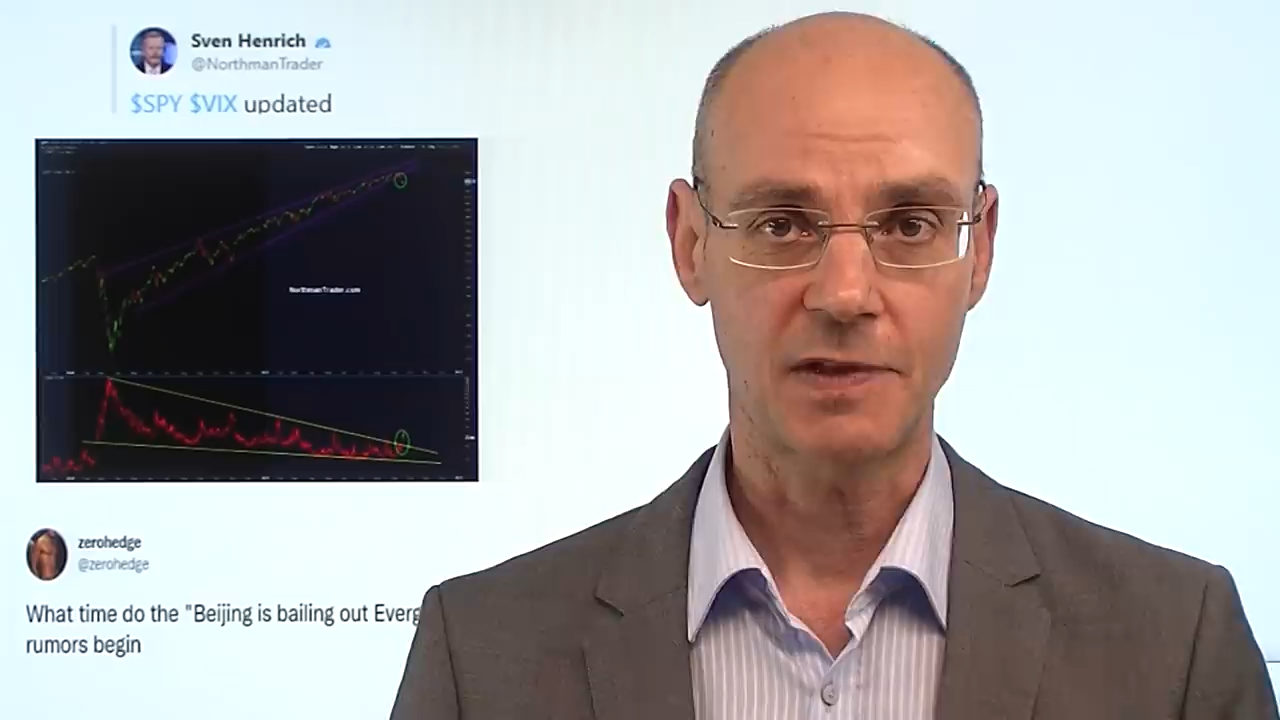 Sven Henrich
@NorthmanTrader
$SPY $VIX updated
NorthmanTrader.com
zerohedge
@zerohedge
What time do the "Beijing is bailing out Everg
rumors begin